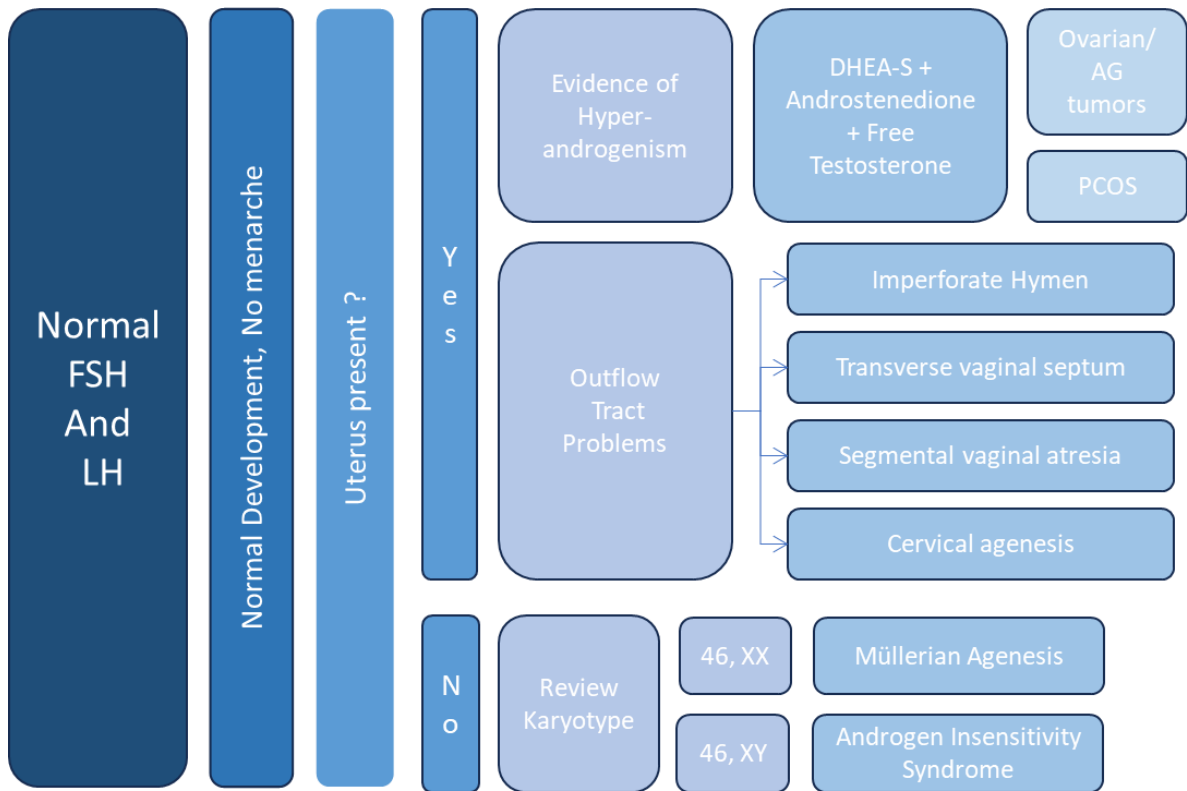 Normal
FSH
And
LH
Normal Development, No menarche
Uterus present ?
Yes
Evidence of
Hyper-
androgenism
DHEA-S +
Androstenedione
+ Free
Testosterone
Ovarian/
AG
tumors
PCOS
Outflow
Tract
Problems
Imperforate Hymen
Transverse vaginal septum
Segmental vaginal atresia
Cervical agenesis
No
Review
Karyotype
46, XX
Müllerian Agenesis
46, XY
Androgen Insensitivity
Syndrome